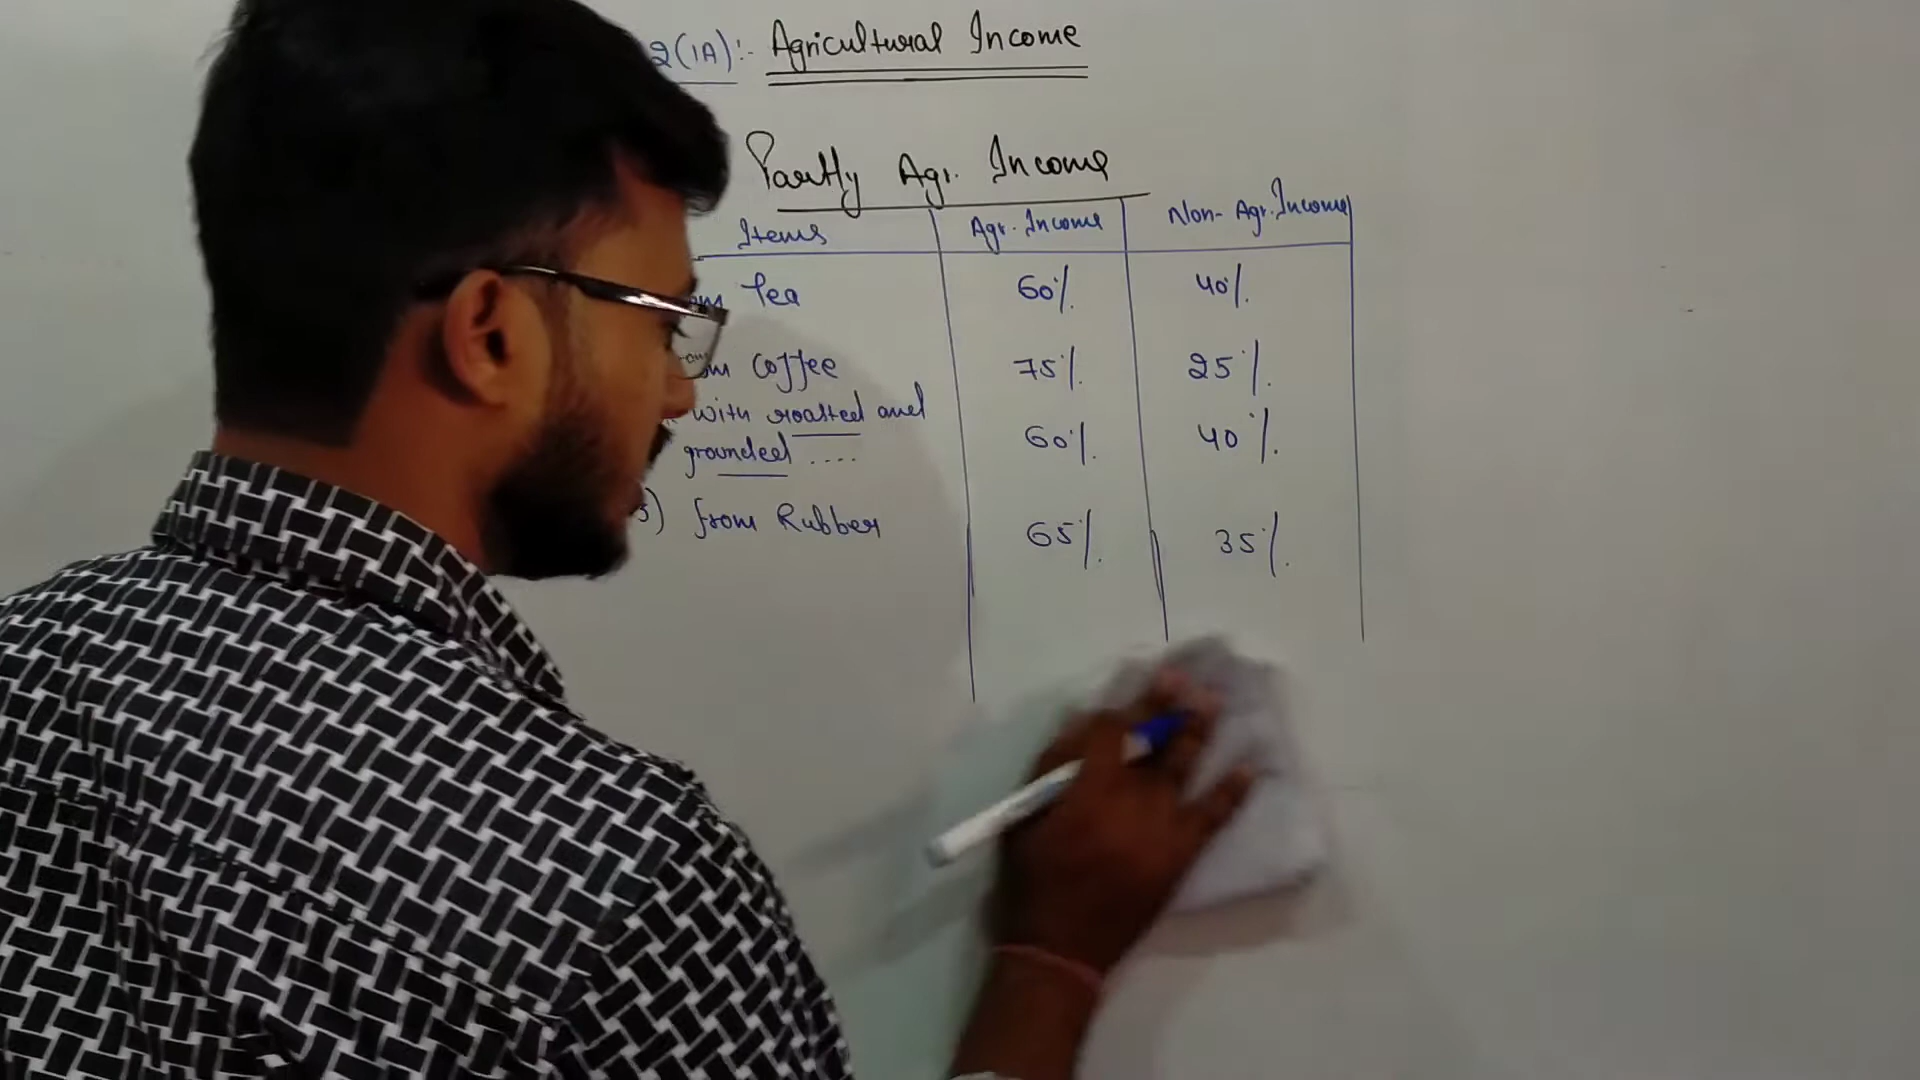 2(1A):- Agricultural Income
Partly Agr. Income
Items Agr. Income Non-Agr. Income
Tea 60% 40%
coffee 75% 25%
with roasted and
grounded .... 60% 40%
3) from Rubber 65% 35%